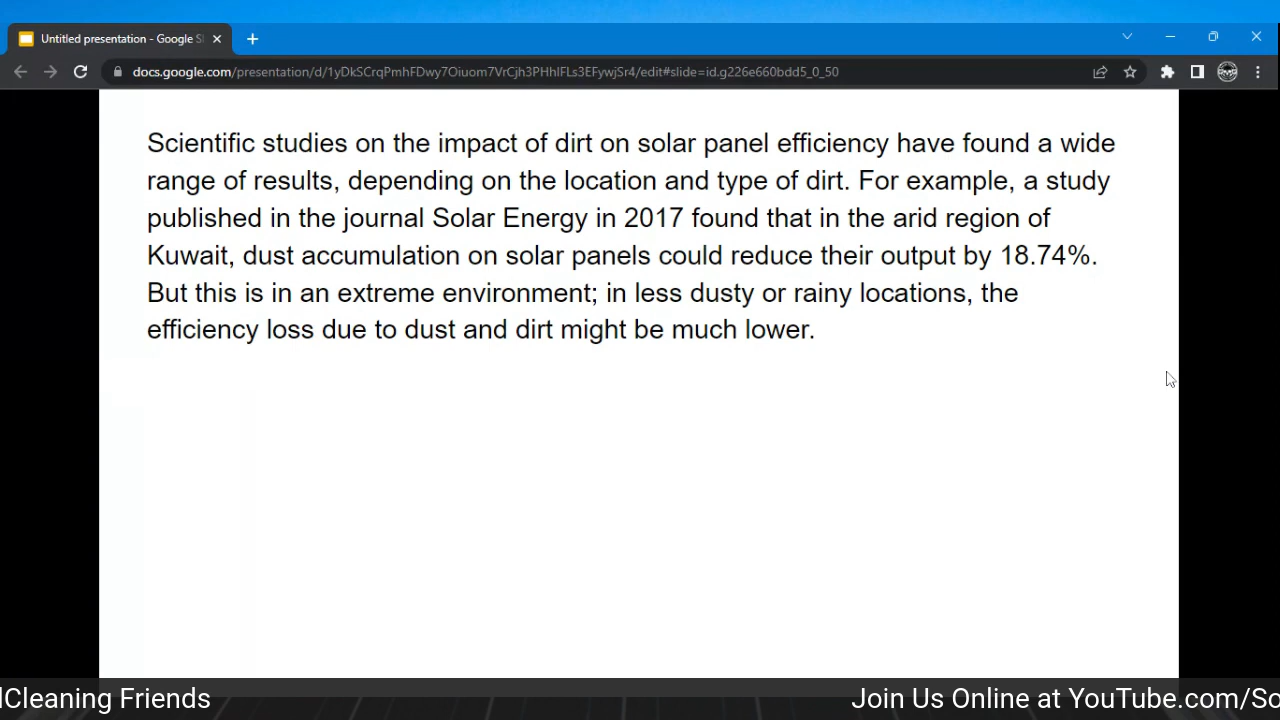 Untitled presentation - Google Sl
docs.google.com/presentation/d/1yDkSCrqPmhFDwy7Oiuom7VrCjh3PHhlFLs3EFywjSr4/edit#slide=id.g226e660bdd5_0_50
Scientific studies on the impact of dirt on solar panel efficiency have found a wide
range of results, depending on the location and type of dirt. For example, a study
published in the journal Solar Energy in 2017 found that in the arid region of
Kuwait, dust accumulation on solar panels could reduce their output by 18.74%.
But this is in an extreme environment; in less dusty or rainy locations, the
efficiency loss due to dust and dirt might be much lower.
lCleaning Friends
Join Us Online at YouTube.com/So